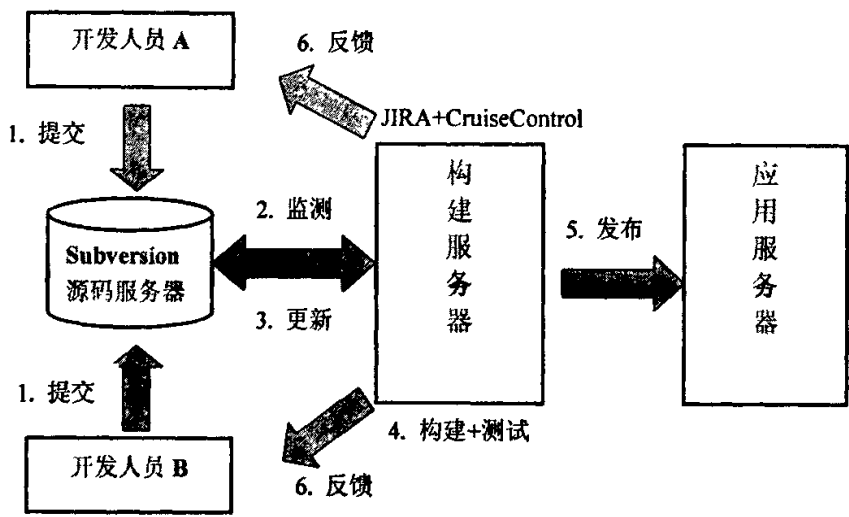 开发人员 A
6. 反馈
JIRA+CruiseControl
1. 提交
构建服务器
应用服务器
2. 监测
5. 发布
Subversion
源码服务器
3. 更新
1. 提交
4. 构建+测试
开发人员 B
6. 反馈